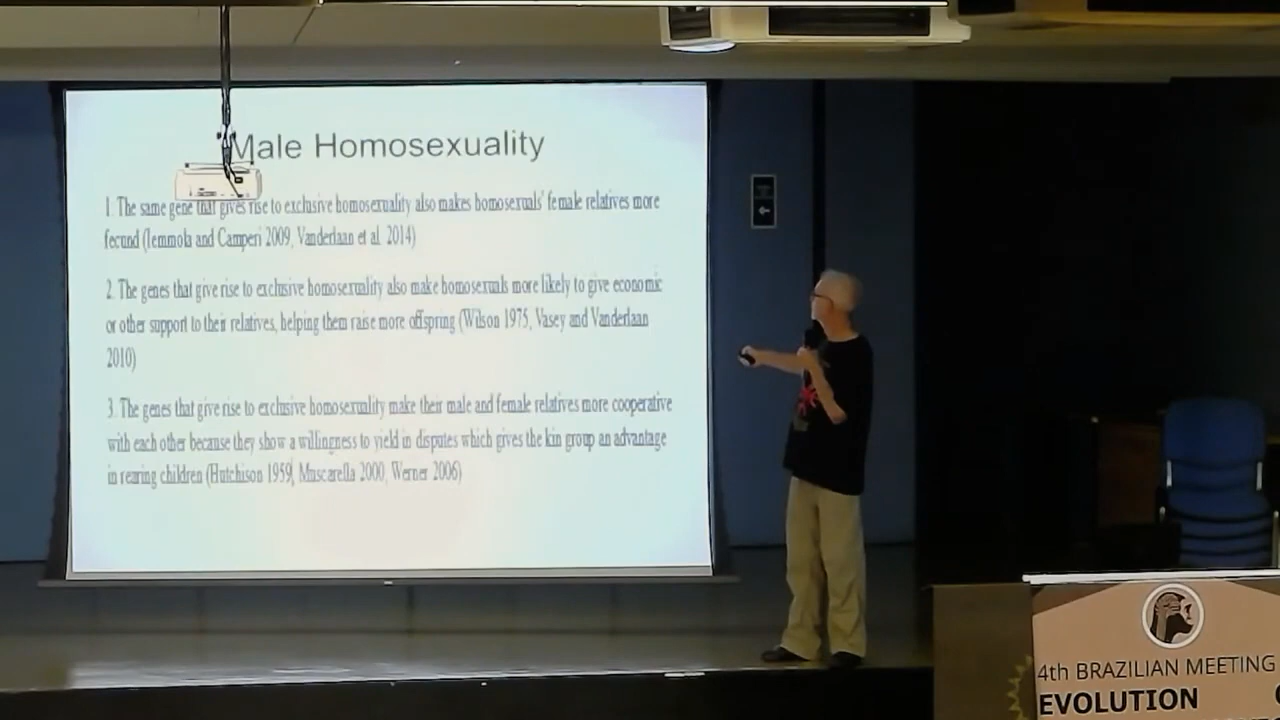 Male Homosexuality
1. The same gene that gives rise to exclusive homosexuality also makes homosexuals' female relatives more
fecund (Iemmola and Camperi 2009, Vanderlaan et al. 2014)
2. The genes that give rise to exclusive homosexuality also make homosexuals more likely to give economic
or other support to their relatives, helping them raise more offspring (Wilson 1975, Vasey and Vanderlaan
2010)
3. The genes that give rise to exclusive homosexuality make their male and female relatives more cooperative
with each other because they show a willingness to yield in disputes which gives the kin group an advantage
in rearing children (Hutchison 1959, Muscarella 2000, Werner 2006)
4th BRAZILIAN MEETING
EVOLUTION